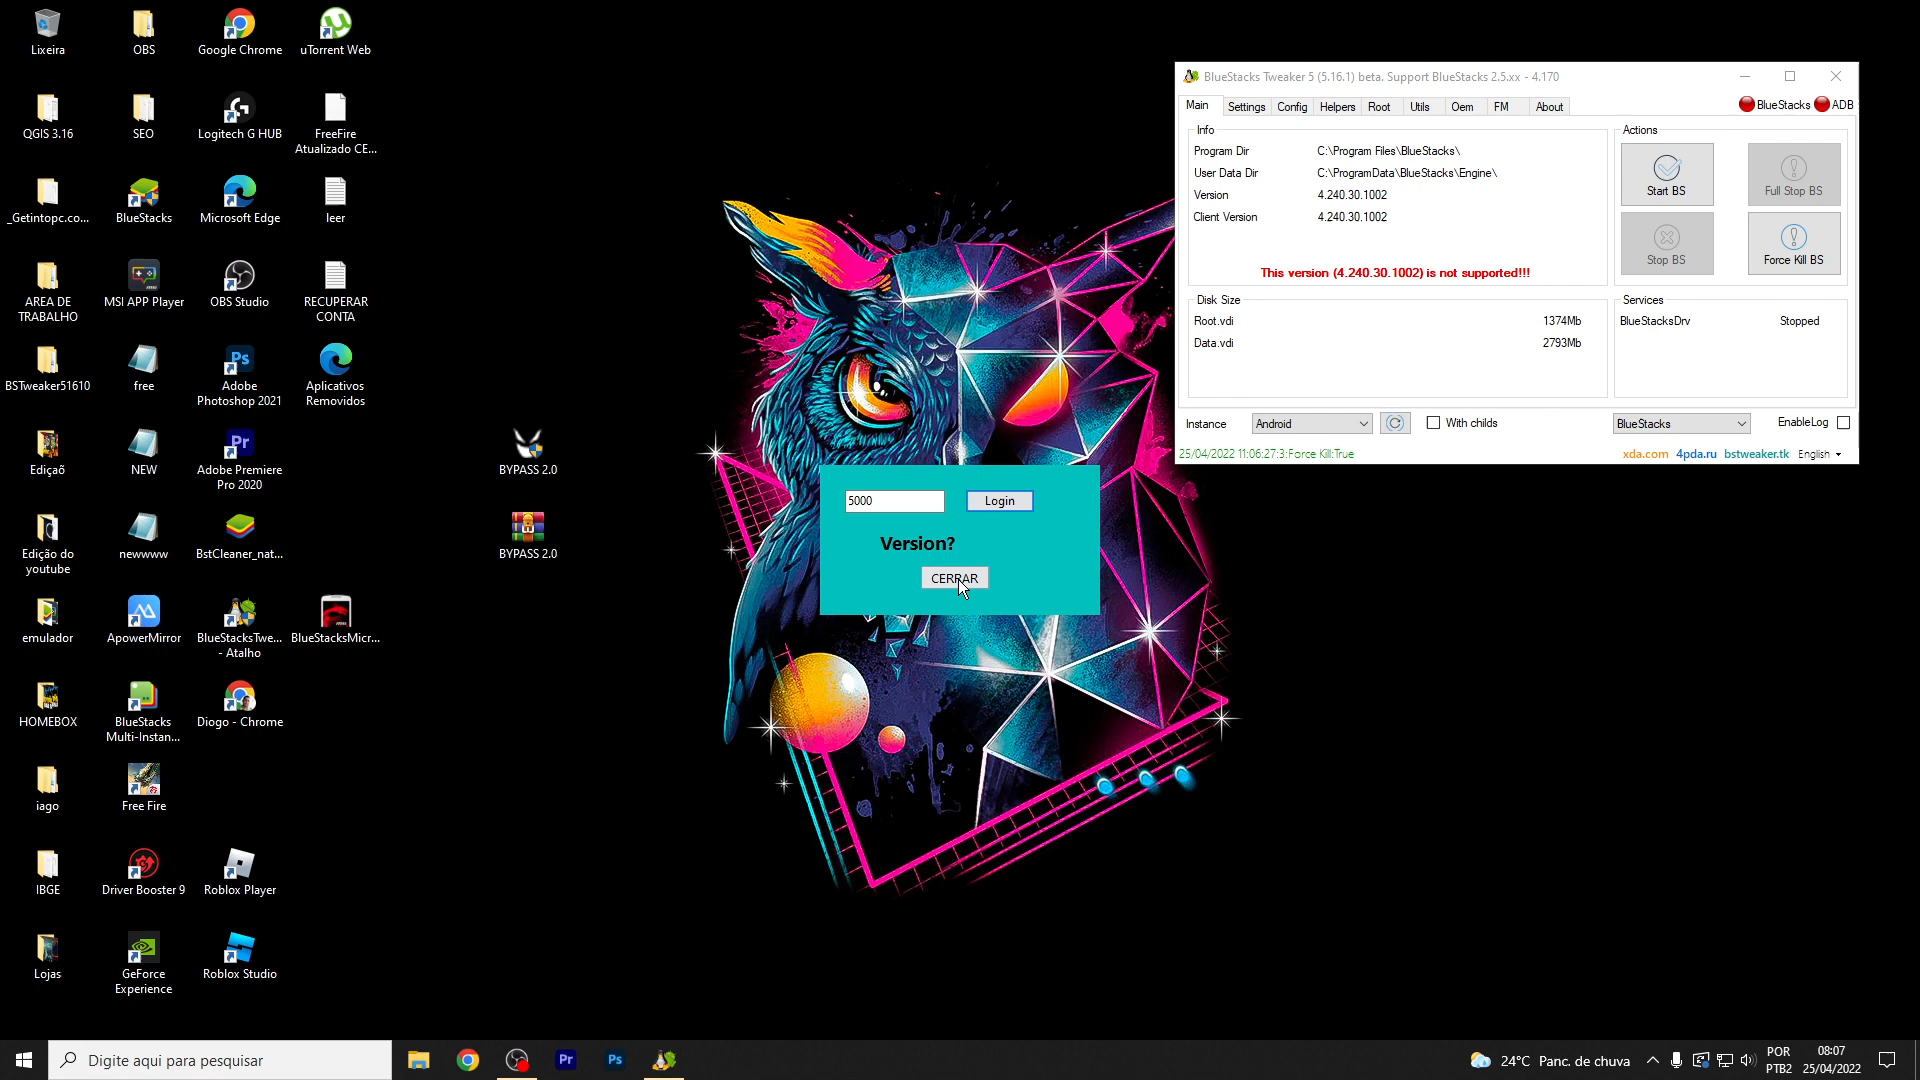 Lixeira
OBS
Google Chrome
uTorrent Web
QGIS 3.16
SEO
Logitech G HUB
FreeFire
Atualizado CE...
_Getintopc.co...
BlueStacks
Microsoft Edge
leer
AREA DE
TRABALHO
MSI APP Player
OBS Studio
RECUPERAR
CONTA
BSTweaker51610
free
Adobe
Photoshop 2021
Aplicativos
Removidos
Ediçaõ
NEW
Adobe Premiere
Pro 2020
BYPASS 2.0
Edição do
youtube
newwww
BstCleaner_nat...
BYPASS 2.0
emulador
ApowerMirror
BlueStacksTwe...
- Atalho
BlueStacksMicr...
HOMEBOX
BlueStacks
Multi-Instan...
Diogo - Chrome
iago
Free Fire
IBGE
Driver Booster 9
Roblox Player
Lojas
GeForce
Experience
Roblox Studio
5000
Login
Version?
CERRAR
BlueStacks Tweaker 5 (5.16.1) beta. Support BlueStacks 2.5.xx - 4.170
Main
Settings
Config
Helpers
Root
Utils
Oem
FM
About
BlueStacks
ADB
Info
Program Dir
C:\Program Files\BlueStacks\
User Data Dir
C:\ProgramData\BlueStacks\Engine\
Version
4.240.30.1002
Client Version
4.240.30.1002
This version (4.240.30.1002) is not supported!!!
Actions
Start BS
Full Stop BS
Stop BS
Force Kill BS
Disk Size
Root.vdi
1374Mb
Data.vdi
2793Mb
Services
BlueStacksDrv
Stopped
Instance
Android
With childs
BlueStacks
EnableLog
25/04/2022 11:06:27:3:Force Kill:True
xda.com
4pda.ru
bstweaker.tk
English
Digite aqui para pesquisar
Pr
Ps
24°C Panc. de chuva
POR
PTB2
08:07
25/04/2022